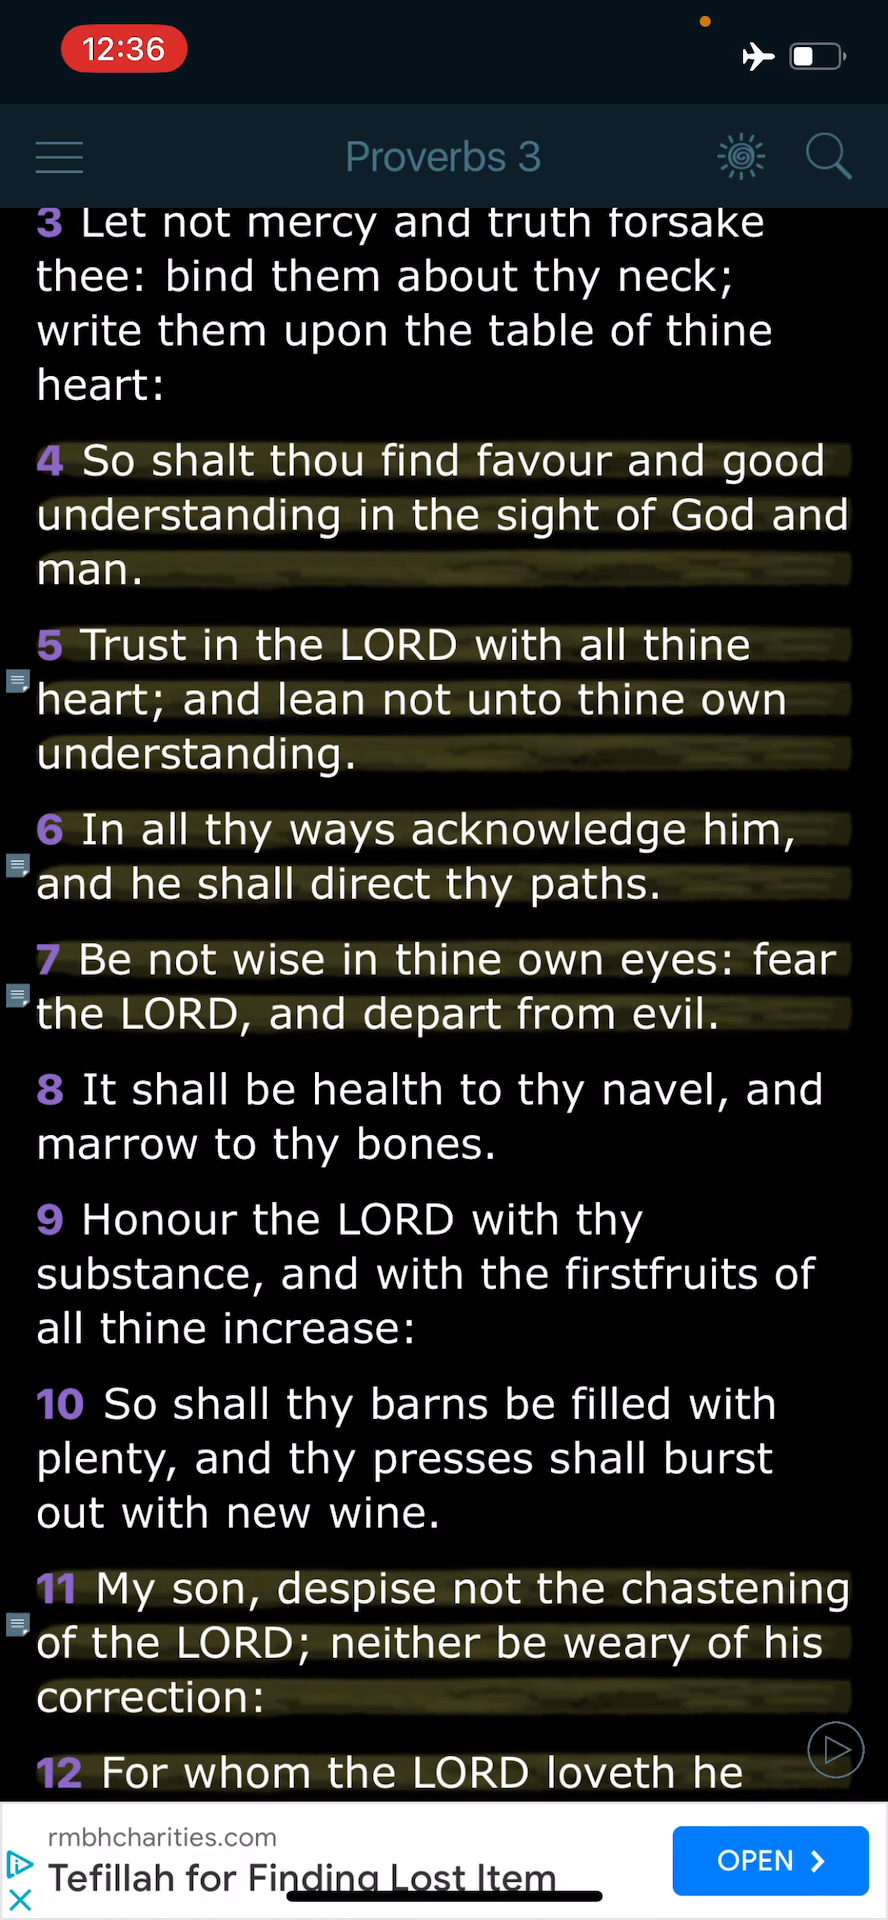 12:36
Proverbs 3
3 Let not mercy and truth forsake
thee: bind them about thy neck;
write them upon the table of thine
heart:
4 So shalt thou find favour and good
understanding in the sight of God and
man.
5 Trust in the LORD with all thine
heart; and lean not unto thine own
understanding.
6 In all thy ways acknowledge him,
and he shall direct thy paths.
7 Be not wise in thine own eyes: fear
the LORD, and depart from evil.
8 It shall be health to thy navel, and
marrow to thy bones.
9 Honour the LORD with thy
substance, and with the firstfruits of
all thine increase:
10 So shall thy barns be filled with
plenty, and thy presses shall burst
out with new wine.
11 My son, despise not the chastening
of the LORD; neither be weary of his
correction:
12 For whom the LORD loveth he
rmbhcharities.com
Tefillah for Finding Lost Item
OPEN